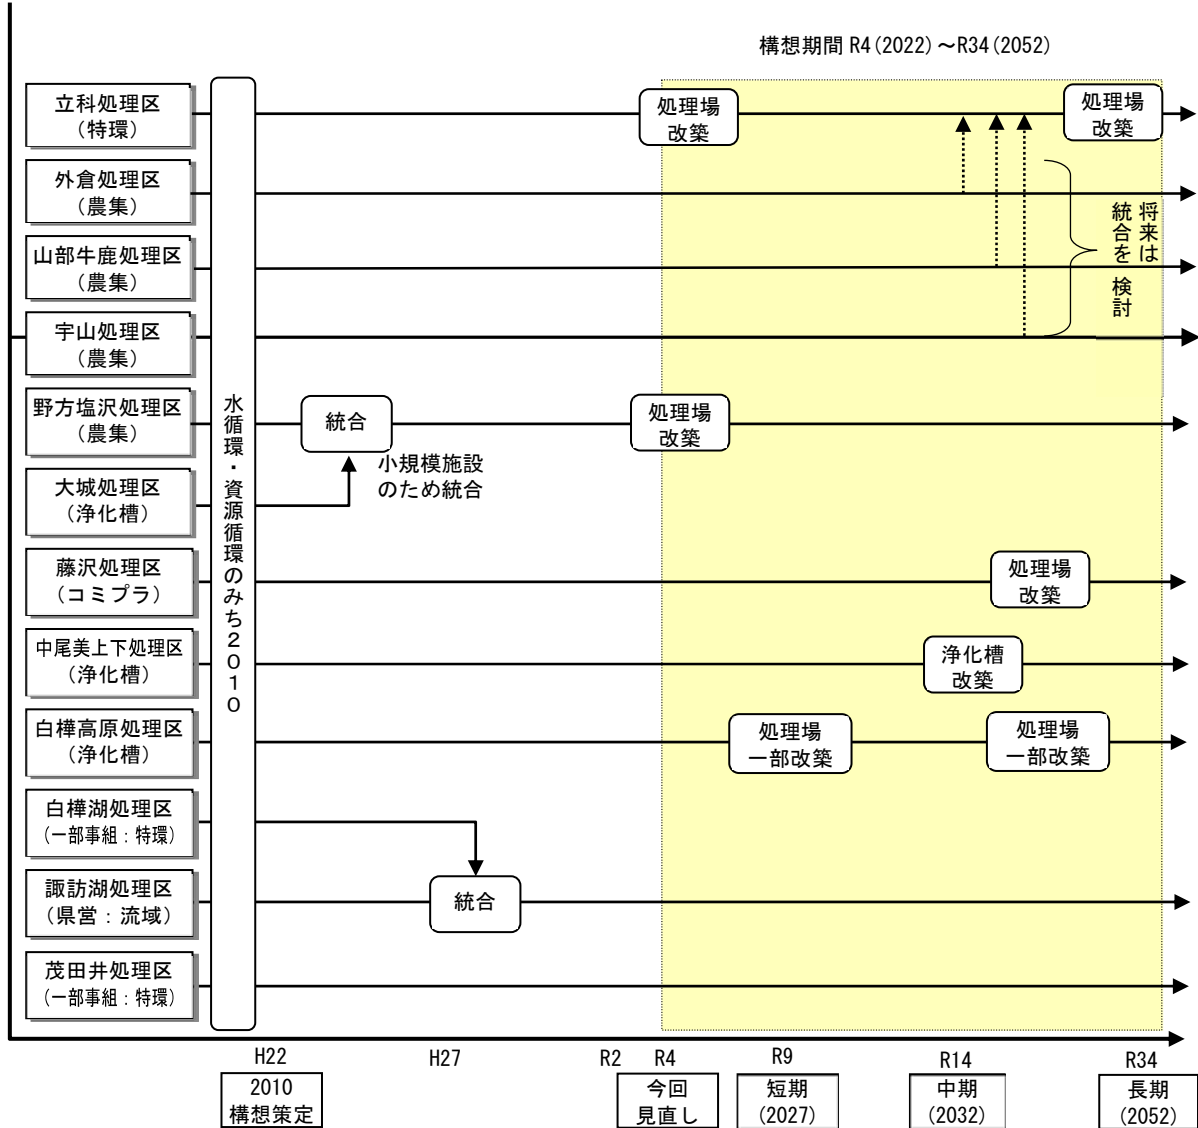 構想期間 R4(2022)～R34(2052)
立科処理区
(特環)
処理場
改築
処理場
改築
外倉処理区
(農集)
山部牛鹿処理区
(農集)
宇山処理区
(農集)
将来は
統合を検討
水循環・資源循環のみち2010
野方塩沢処理区
(農集)
統合
処理場
改築
小規模施設
のため統合
大城処理区
(浄化槽)
藤沢処理区
(コミプラ)
処理場
改築
中尾美上下処理区
(浄化槽)
浄化槽
改築
白樺高原処理区
(浄化槽)
処理場
一部改築
処理場
一部改築
白樺湖処理区
(一部事組：特環)
諏訪湖処理区
(県営：流域)
統合
茂田井処理区
(一部事組：特環)
H22 H27 R2 R4 R9 R14 R34
2010
構想策定
今回
見直し
短期
(2027)
中期
(2032)
長期
(2052)